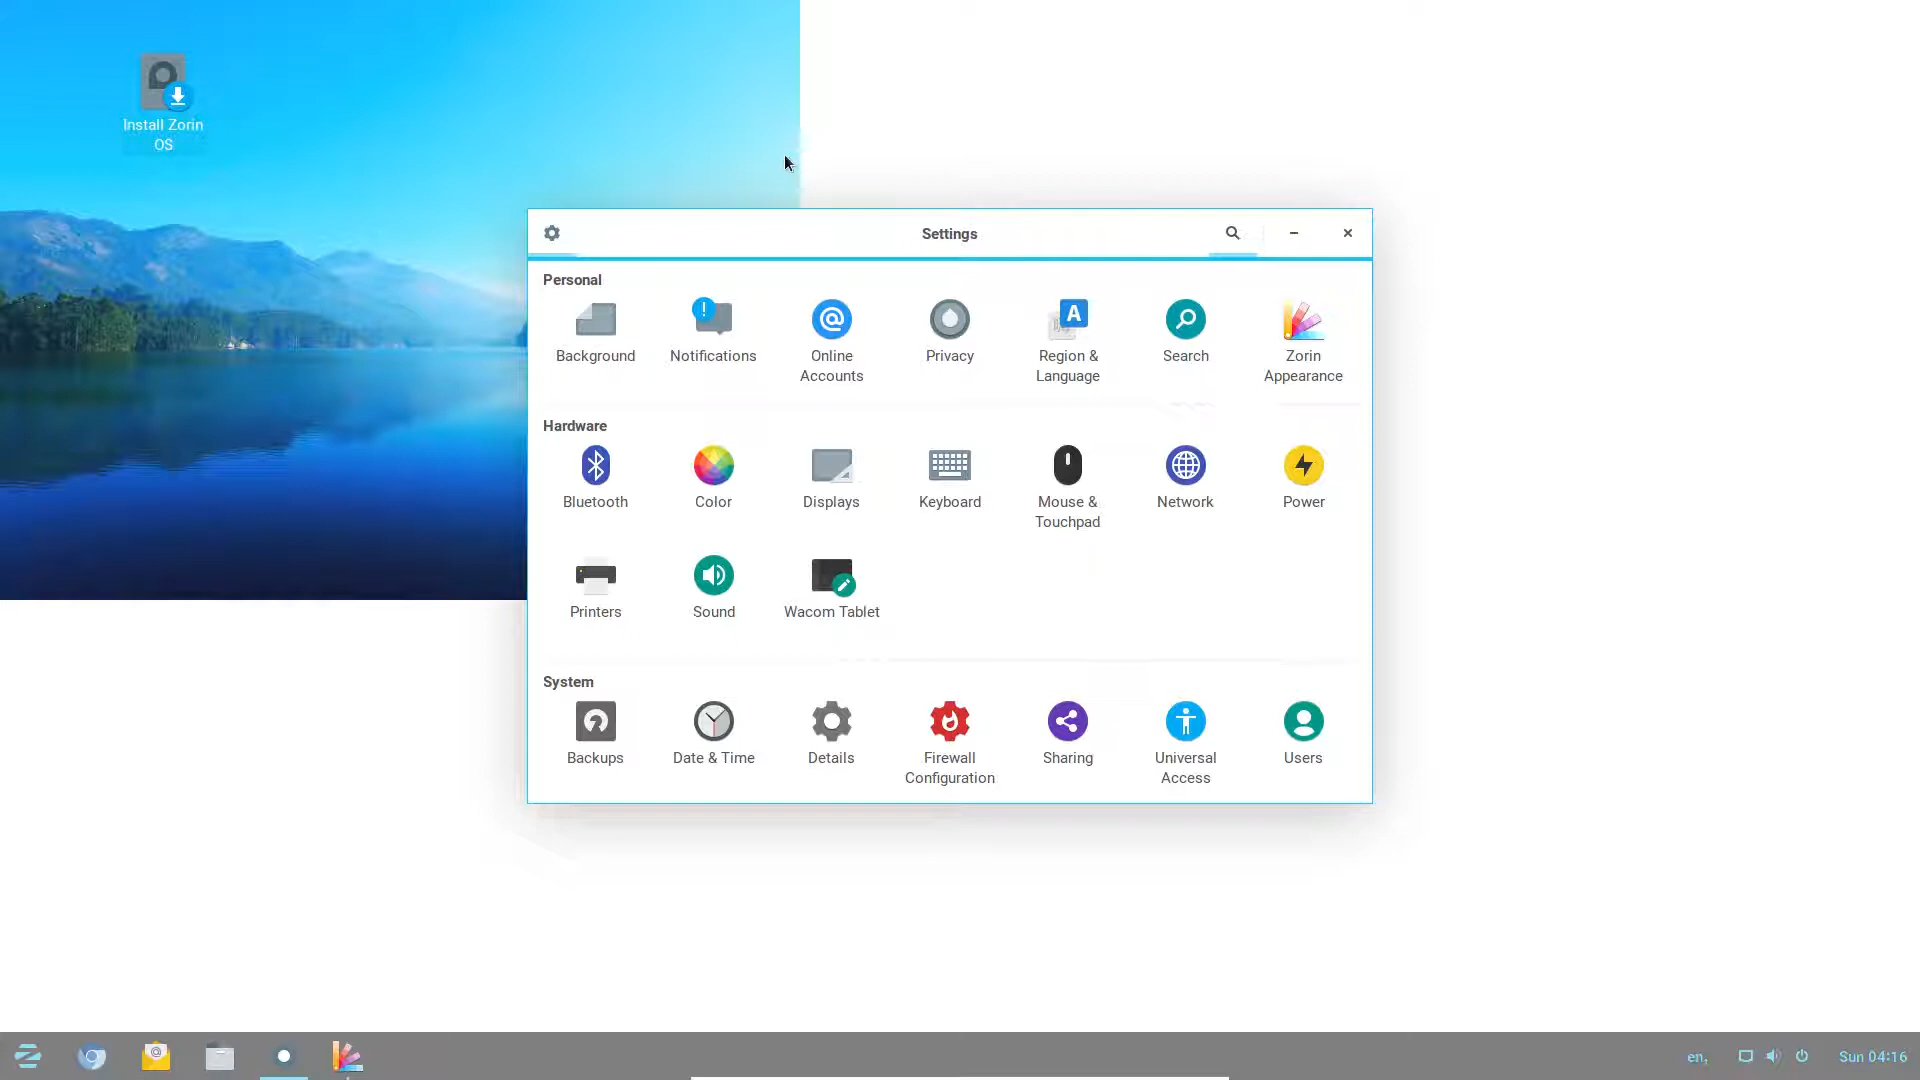 Install Zorin
OS
Settings
Personal
Background
Notifications
Online
Accounts
Privacy
A
Region &
Language
Search
Zorin
Appearance
Hardware
Bluetooth
Color
Displays
Keyboard
Mouse &
Touchpad
Network
Power
Printers
Sound
Wacom Tablet
System
Backups
Date & Time
Details
Firewall
Configuration
Sharing
Universal
Access
Users
en,
Sun 04:16